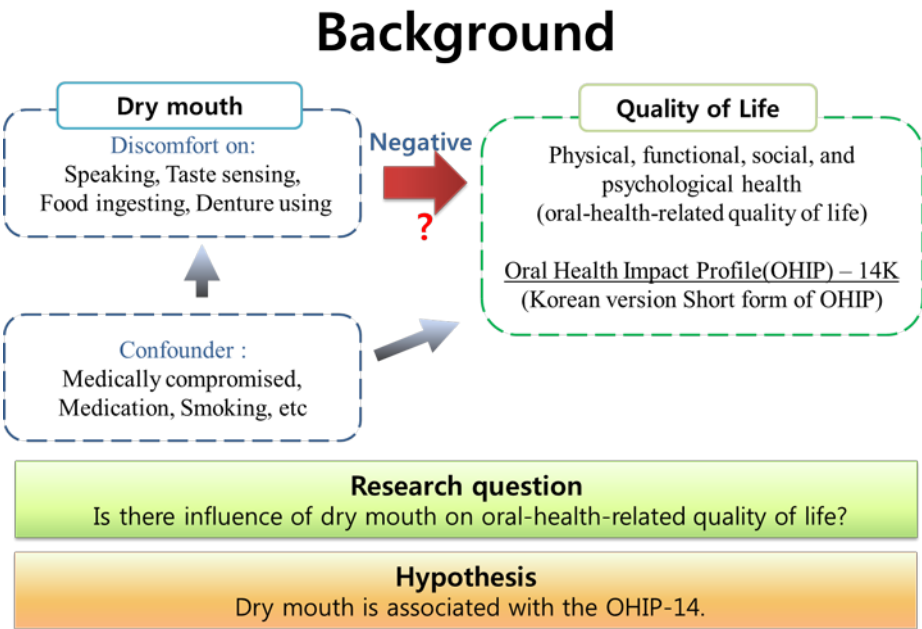 Background
Dry mouth
Discomfort on:
Speaking, Taste sensing,
Food ingesting, Denture using
Negative
?
Quality of Life
Physical, functional, social, and
psychological health
(oral-health-related quality of life)
Oral Health Impact Profile(OHIP) – 14K
(Korean version Short form of OHIP)
Confounder :
Medically compromised,
Medication, Smoking, etc
Research question
Is there influence of dry mouth on oral-health-related quality of life?
Hypothesis
Dry mouth is associated with the OHIP-14.